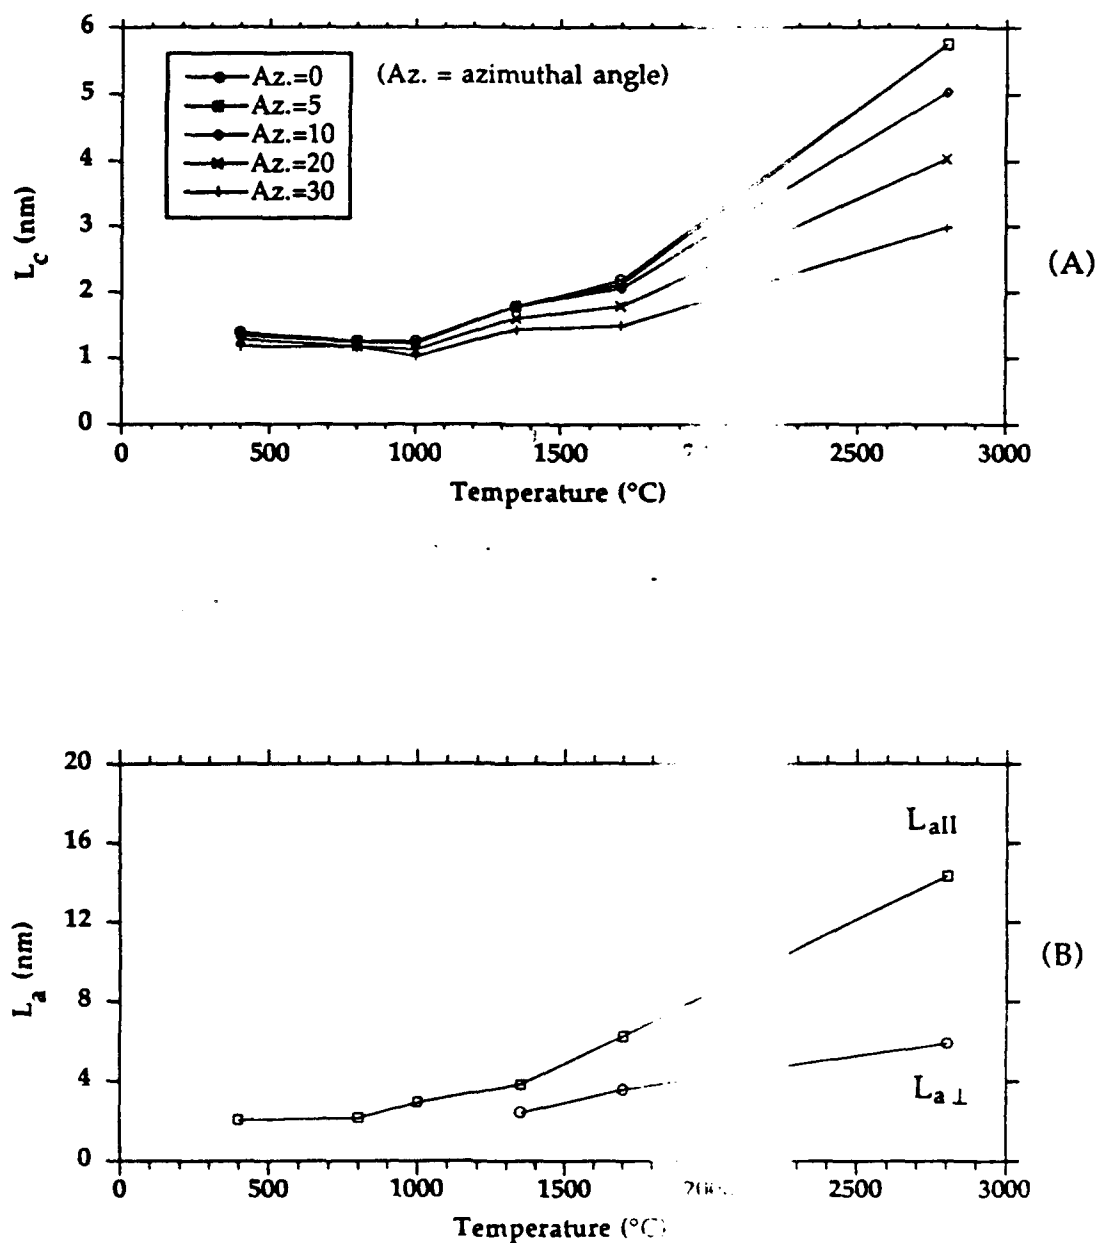 6
5
4
3
2
1
0
L_c (nm)
Az.=0
Az.=5
Az.=10
Az.=20
Az.=30
(Az. = azimuthal angle)
(A)
0 500 1000 1500 2500 3000
Temperature (°C)
20
16
12
8
4
0
L_a (nm)
L_aII
L_a⊥
(B)
0 500 1000 1500 2500 3000
Temperature (°C)